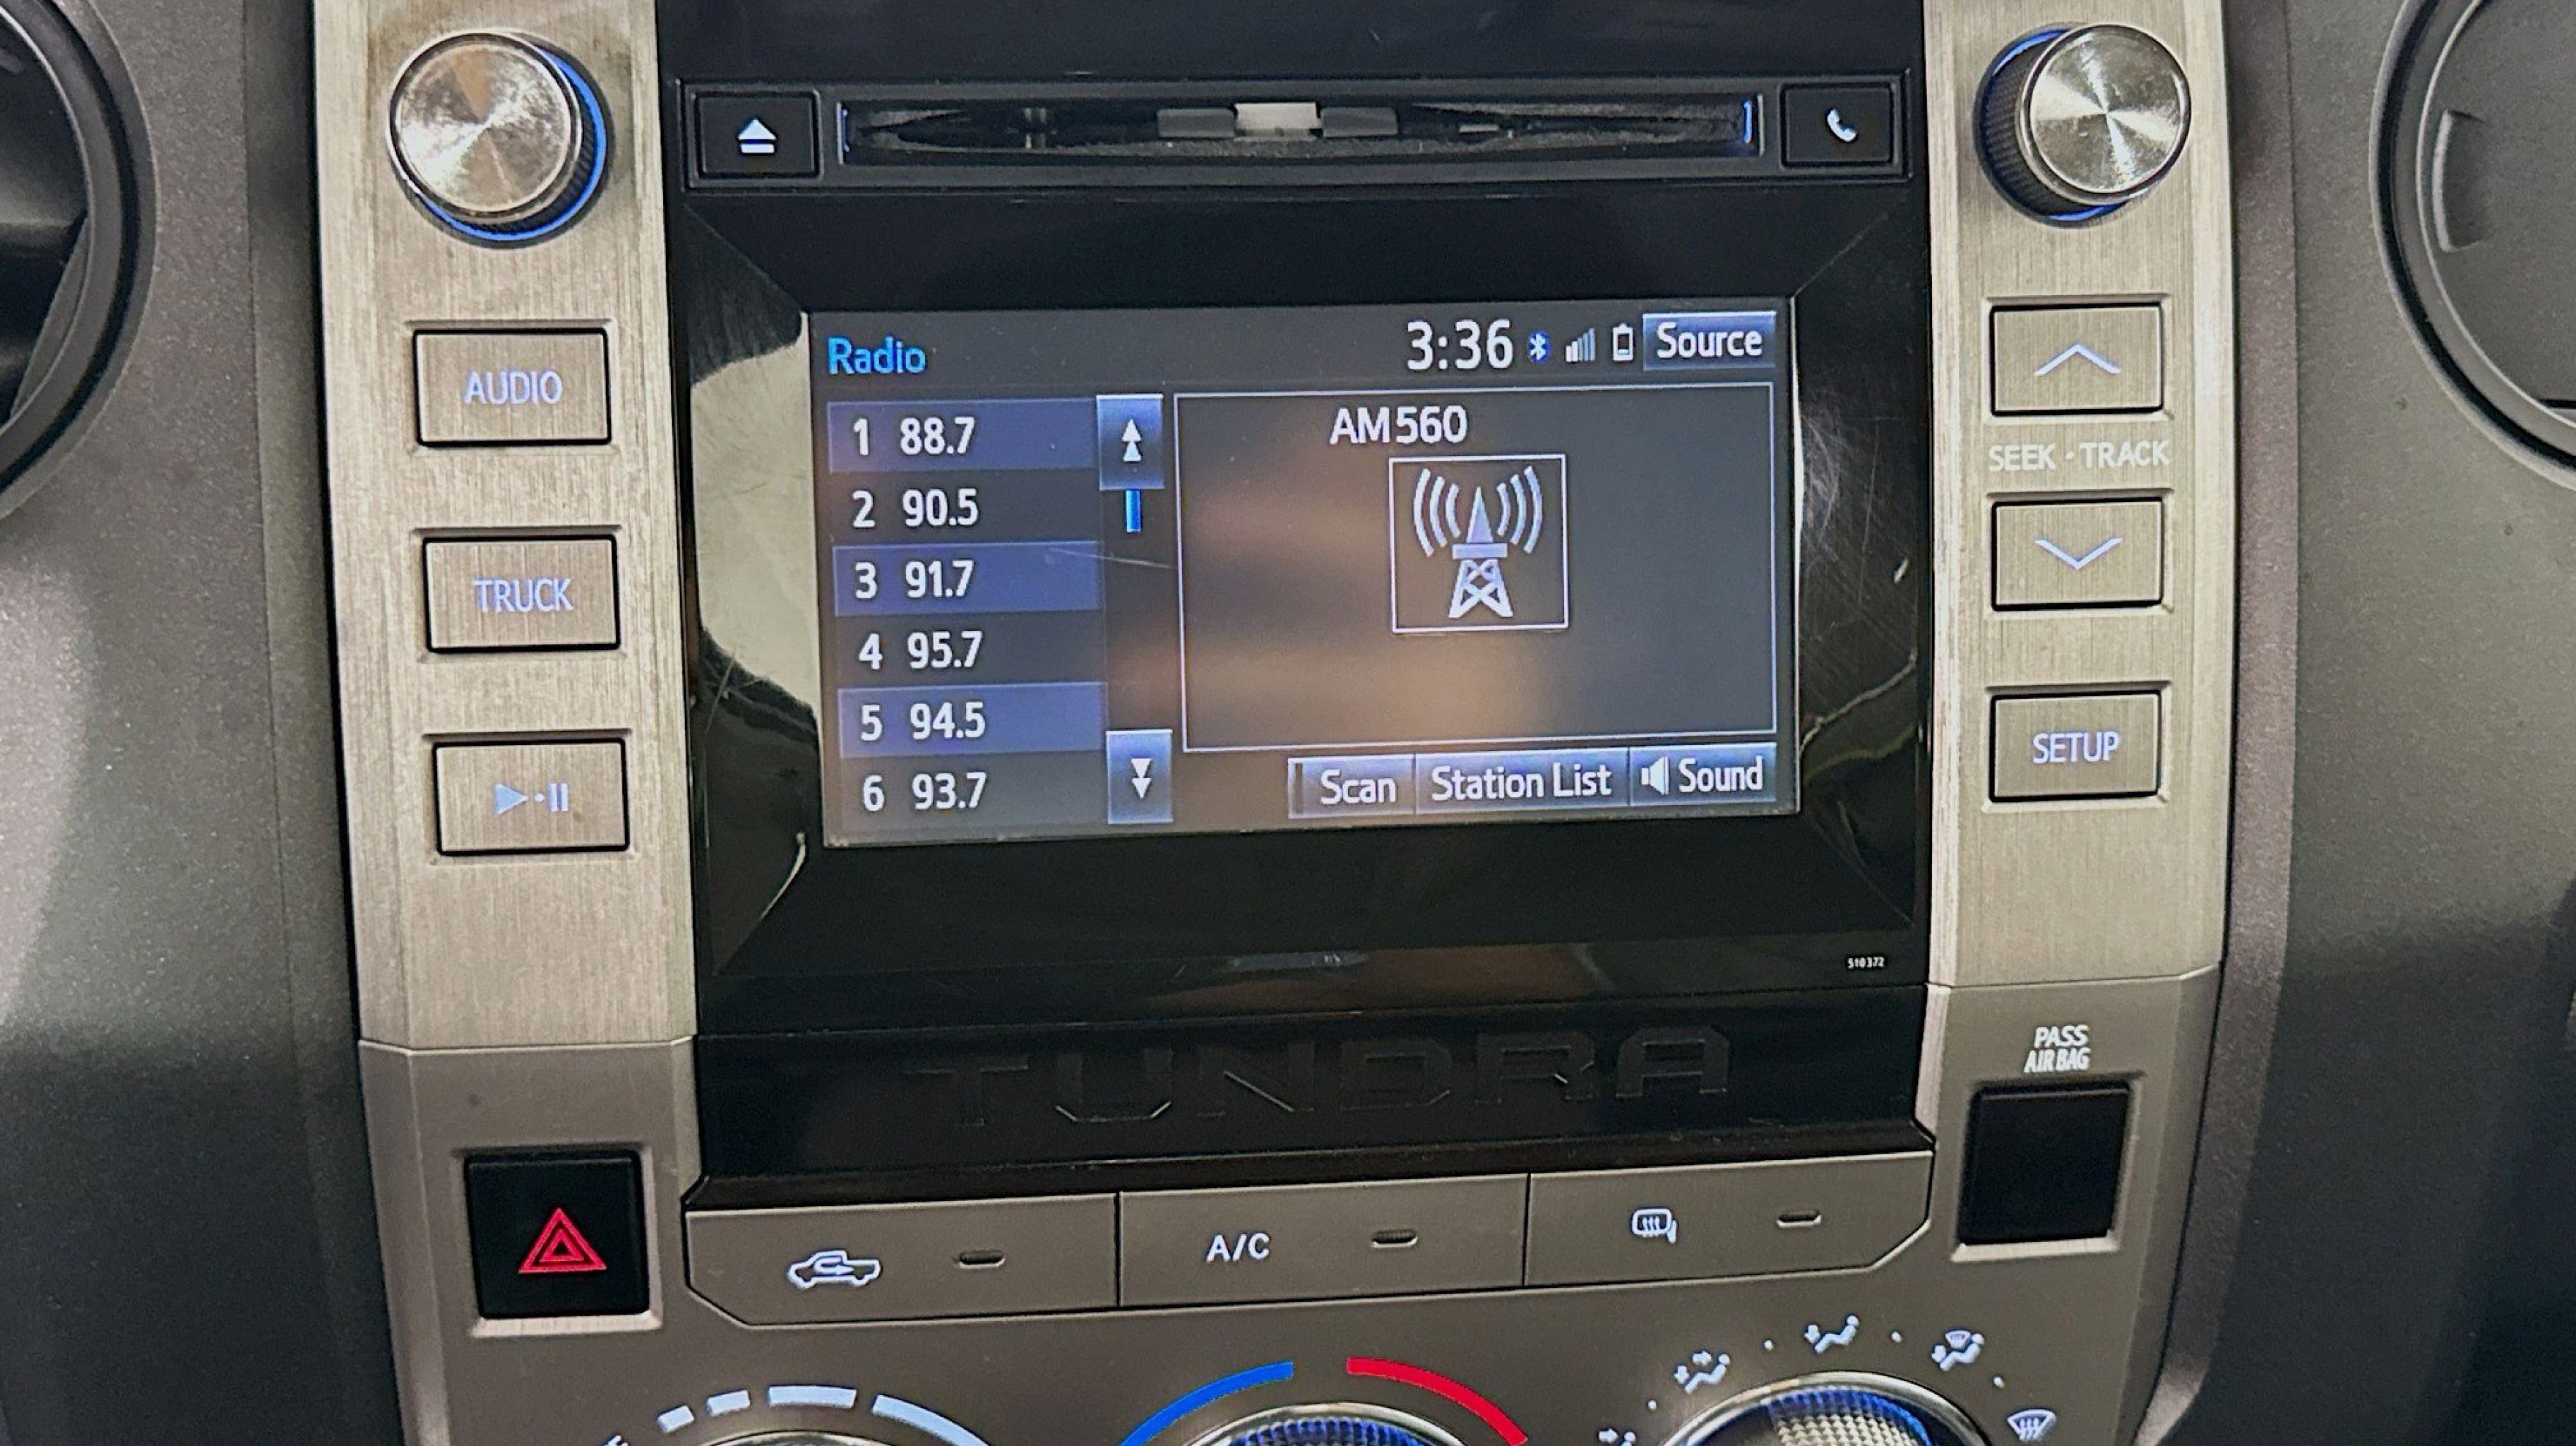 Radio 3:36 Source
AUDIO
1 88.7
AM560
2 90.5
SEEK · TRACK
3 91.7
TRUCK
4 95.7
5 94.5
SETUP
6 93.7
Scan Station List Sound
510372
TUNDRA
PASS
AIR BAG
A/C